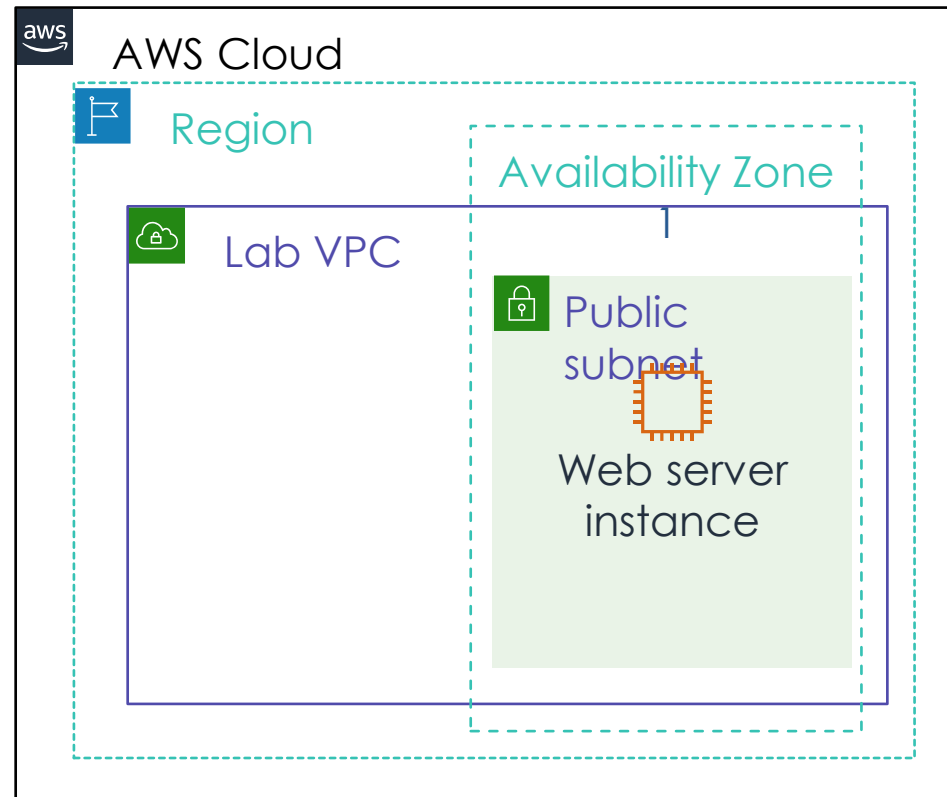 aws
AWS Cloud
Region
Availability Zone
1
Lab VPC
Public
subnet
Web server
instance